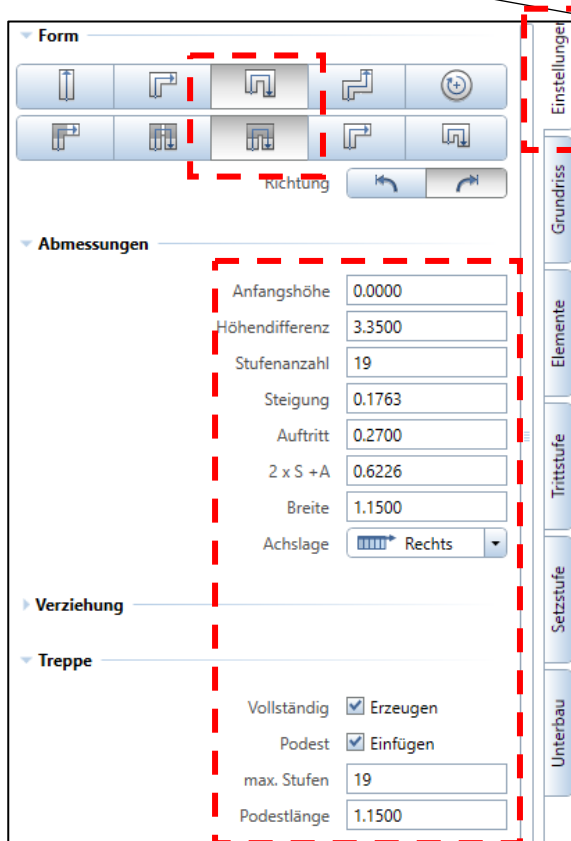 Form
Richtung
Abmessungen
Anfangshöhe 0.0000
Höhendifferenz 3.3500
Stufenanzahl 19
Steigung 0.1763
Auftritt 0.2700
2 x S +A 0.6226
Breite 1.1500
Achslage Rechts
Verziehung
Treppe
Vollständig Erzeugen
Podest Einfügen
max. Stufen 19
Podestlänge 1.1500
Einstellungen
Grundriss
Elemente
Trittstufe
Setzstufe
Unterbau